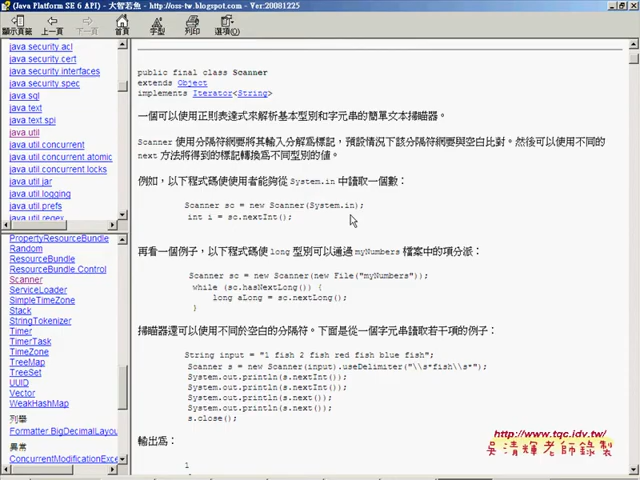 (Java Platform SE 6 API) - 大智若魚 - http://oss-tw.blogspot.com - Ver:20081225
顯示籤頁
上一頁
下一頁
首頁
字型
列印
選項(O)
java.security.acl
java.security.cert
java.security.interfaces
java.security.spec
java.sql
java.text
java.text.spi
java.util
java.util.concurrent
java.util.concurrent.atomic
java.util.concurrent.locks
java.util.jar
java.util.logging
java.util.prefs
java.util.regex
PropertyResourceBundle
Random
ResourceBundle
ResourceBundle.Control
Scanner
ServiceLoader
SimpleTimeZone
Stack
StringTokenizer
Timer
TimerTask
TimeZone
TreeMap
TreeSet
UUID
Vector
WeakHashMap
列舉
Formatter.BigDecimalLayou
異常
ConcurrentModificationExce
public final class Scanner
extends Object
implements Iterator<String>
一個可以使用正則表達式來解析基本型別和字元串的簡單文本掃瞄器。
Scanner 使用分隔符網要將其輸入分解為標記，預設情況下該分隔符網要與空白比對。然後可以使用不同的
next 方法將得到的標記轉換為不同型別的值。
例如，以下程式碼使使用者能夠從 System.in 中讀取一個數：
Scanner sc = new Scanner(System.in);
int i = sc.nextInt();
再看一個例子，以下程式碼使 long 型別可以通過 myNumbers 檔案中的項分派：
Scanner sc = new Scanner(new File("myNumbers"));
while (sc.hasNextLong()) {
long aLong = sc.nextLong();
}
掃瞄器還可以使用不同於空白的分隔符。下面是從一個字元串讀取若干項的例子：
String input = "1 fish 2 fish red fish blue fish";
Scanner s = new Scanner(input).useDelimiter("\\s*fish\\s*");
System.out.println(s.nextInt());
System.out.println(s.nextInt());
System.out.println(s.next());
System.out.println(s.next());
s.close();
輸出為：
1
http://www.tqc.idv.tw/
吳清輝老師錄製